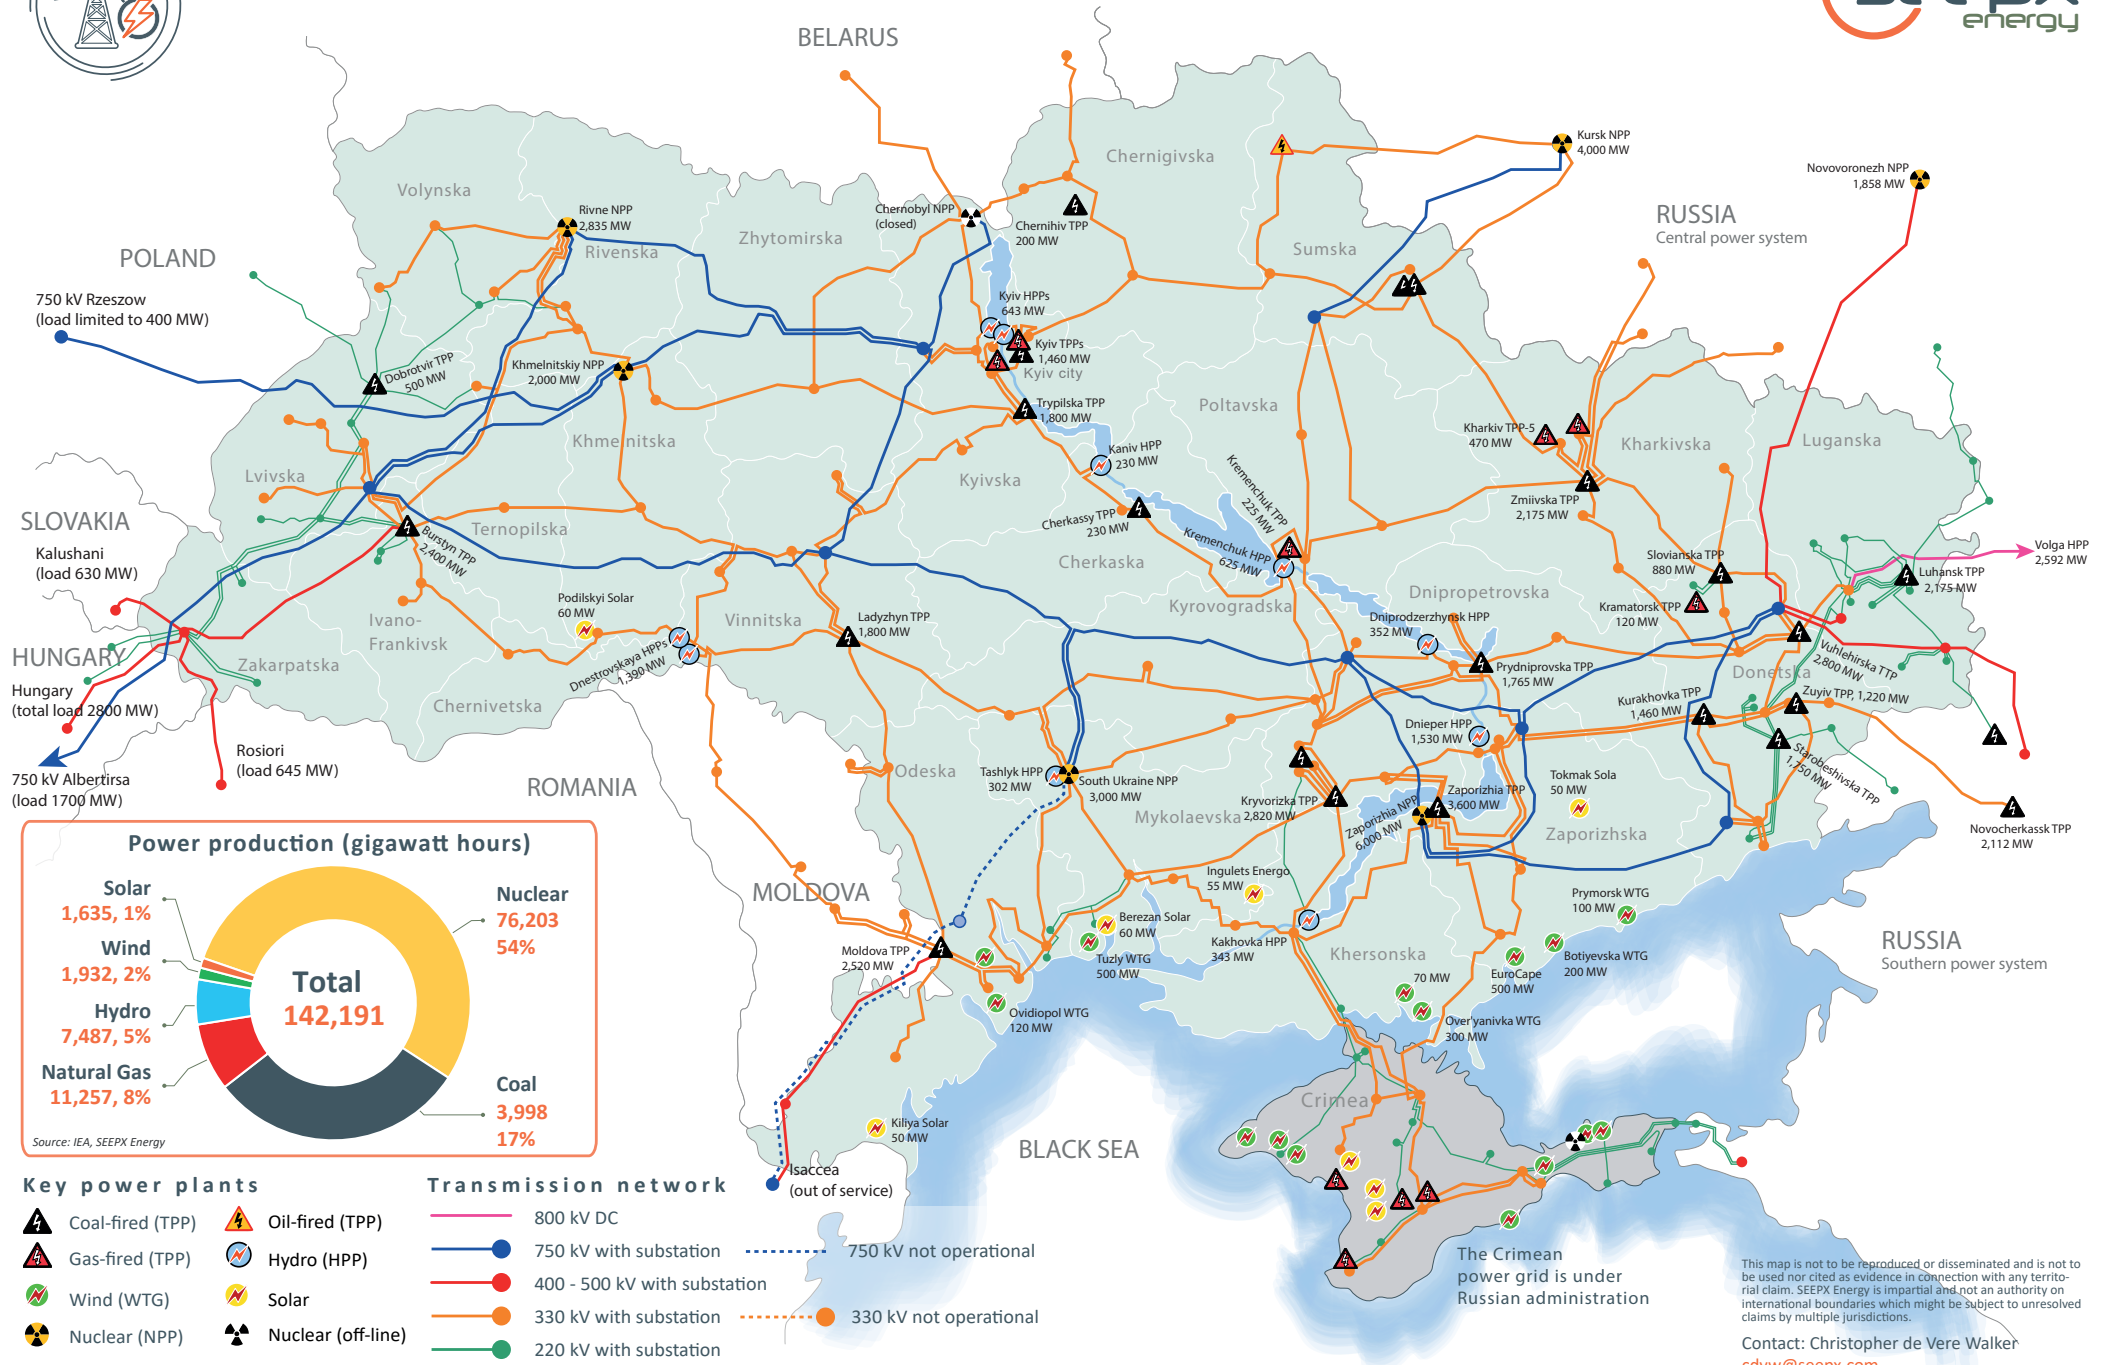 seepx
energy
BELARUS
Chernigivska
Kursk NPP
4,000 MW
Novovoronezh NPP
1,858 MW
Volynska
Rivne NPP
2,835 MW
Rivenska
Zhytomirska
Chernobyl NPP
(closed)
Chernihiv TPP
200 MW
Sumska
RUSSIA
Central power system
POLAND
750 kV Rzeszow
(load limited to 400 MW)
Kyiv HPPs
643 MW
Kyiv TPPs
1,460 MW
Kyiv city
Dobrotvir TPP
500 MW
Khmelnitskiy NPP
2,000 MW
Trypilska TPP
1,800 MW
Poltavska
Kharkiv TPP-5
470 MW
Kharkivska
Luganska
Khmelnitska
Kaniv HPP
230 MW
Lvivska
Kyivska
Kremenchuk TPP
225 MW
Zmiivska TPP
2,175 MW
SLOVAKIA
Kalushani
(load 630 MW)
Ternopilska
Burstyn TPP
2,400 MW
Cherkassy TPP
230 MW
Kremenchuk HPP
625 MW
Cherkaska
Slovianska TPP
880 MW
Volga HPP
2,592 MW
Luhansk TPP
2,175 MW
Podilskyi Solar
60 MW
Ivano-
Frankivsk
Vinnitska
Ladyzhyn TPP
1,800 MW
Kyrovogradska
Dnipropetrovska
Dniprodzerzhynsk HPP
352 MW
Kramatorsk TPP
120 MW
HUNGARY
Zakarpatska
Dnestrovskaya HPPs
1,390 MW
Prydniprovska TPP
1,765 MW
Vuhlehirska TTP
2,800 MW
Donetska
Hungary
(total load 2800 MW)
Chernivetska
Kurakhovka TPP
1,460 MW
Zuyiv TPP, 1,220 MW
Dnieper HPP
1,530 MW
Rosiori
(load 645 MW)
750 kV Albertirsa
(load 1700 MW)
ROMANIA
Odeska
Tashlyk HPP
302 MW
South Ukraine NPP
3,000 MW
Starobeshivska TPP
1,750 MW
Tokmak Sola
50 MW
Kryvorizka TPP
2,820 MW
Zaporizhia TPP
3,600 MW
Zaporizhia NPP
6,000 MW
Mykolaevska
Zaporizhska
Novocherkassk TPP
2,112 MW
Power production (gigawatt hours)
Solar
1,635, 1%
Wind
1,932, 2%
Hydro
7,487, 5%
Natural Gas
11,257, 8%
Total
142,191
Nuclear
76,203
54%
Coal
3,998
17%
Source: IEA, SEEPX Energy
MOLDOVA
Moldova TPP
2,520 MW
Ingulets Energo
55 MW
Berezan Solar
60 MW
Tuzly WTG
500 MW
Kakhovka HPP
343 MW
Khersonska
Prymorsk WTG
100 MW
Botiyevska WTG
200 MW
EuroCape
500 MW
70 MW
Over'yanivka WTG
300 MW
Ovidiopol WTG
120 MW
RUSSIA
Southern power system
Crimea
Kiliya Solar
50 MW
BLACK SEA
Isaccea
(out of service)
Key power plants
Coal-fired (TPP)
Oil-fired (TPP)
Gas-fired (TPP)
Hydro (HPP)
Wind (WTG)
Solar
Nuclear (NPP)
Nuclear (off-line)
Transmission network
800 kV DC
750 kV with substation
750 kV not operational
400 - 500 kV with substation
330 kV with substation
330 kV not operational
220 kV with substation
The Crimean
power grid is under
Russian administration
This map is not to be reproduced or disseminated and is not to
be used nor cited as evidence in connection with any territo-
rial claim. SEEPX Energy is impartial and not an authority on
international boundaries which might be subject to unresolved
claims by multiple jurisdictions.
Contact: Christopher de Vere Walker
cdvw@seepx.com